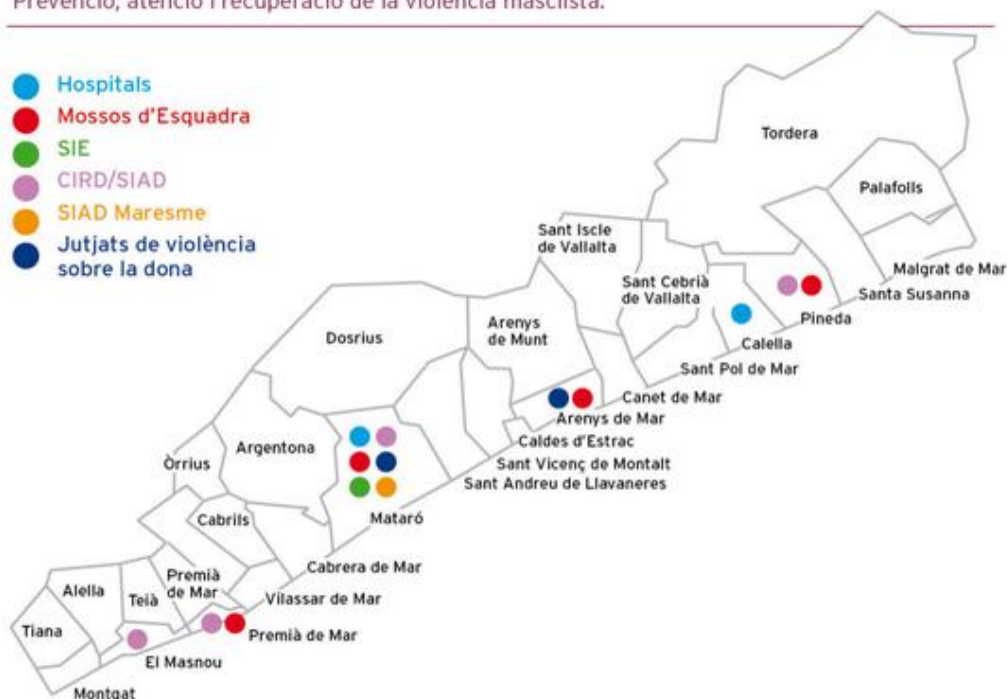 Prevenció, atenció i recuperació de la violència masclista.
Hospitals
Mossos d'Esquadra
SIE
CIRD/SIAD
SIAD Maresme
Jutjats de violència
sobre la dona
Tordera
Palafolls
Sant Iscle
de Vallalta
Malgrat de Mar
Sant Cebrià
de Vallalta
Santa Susanna
Pineda
Arenys
de Munt
Dosrius
Calella
Sant Pol de Mar
Canet de Mar
Arenys de Mar
Caldes d'Estrac
Argentona
Òrrius
Sant Vicenç de Montalt
Sant Andreu de Llavaneres
Mataró
Cabrils
Cabrera de Mar
Premià
de Mar
Alella
Teià
Vilassar de Mar
Tiana
Premià de Mar
El Masnou
Montgat